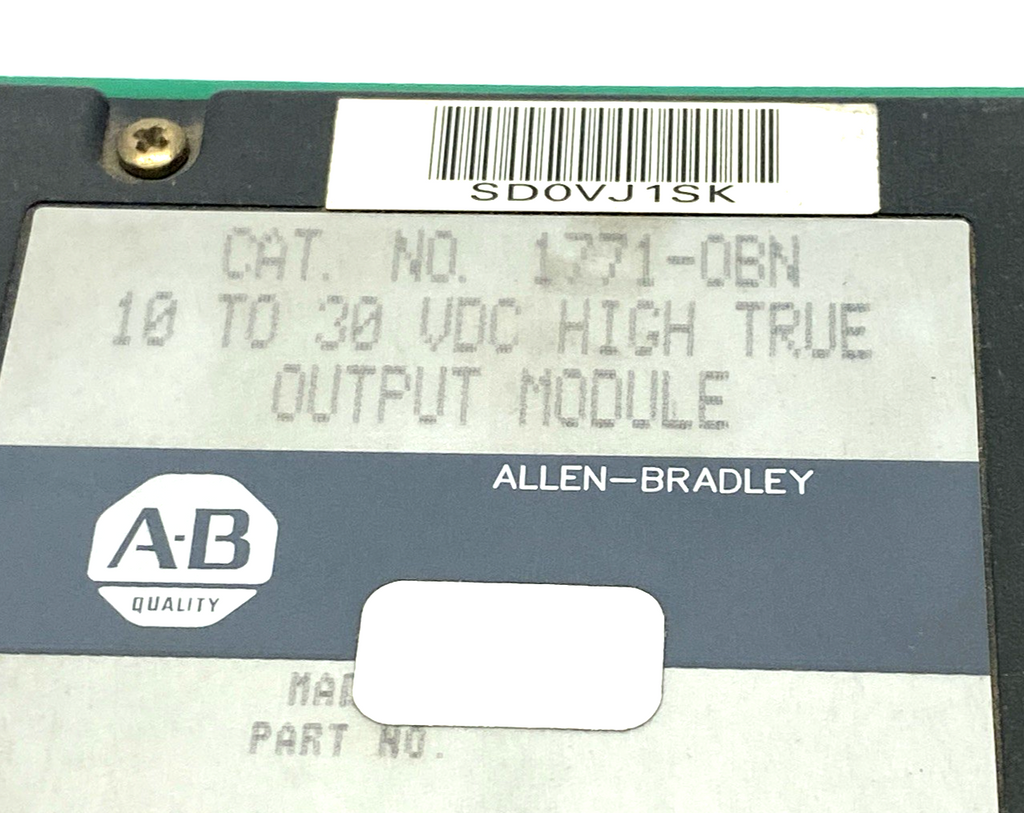 SD0VJ1SK
CAT. NO. 1771-OBN
10 TO 30 VDC HIGH TRUE
OUTPUT MODULE
ALLEN-BRADLEY
A-B
QUALITY
PART NO.